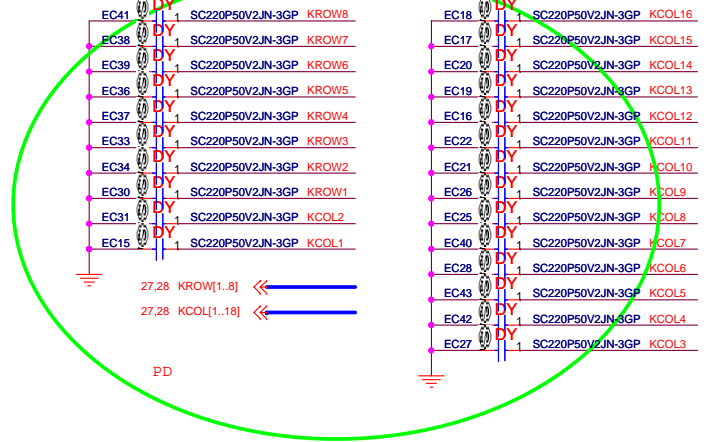 EC41 DY 1 SC220P50V2JN-3GP KROW8
EC38 DY 1 SC220P50V2JN-3GP KROW7
EC39 DY 1 SC220P50V2JN-3GP KROW6
EC36 DY 1 SC220P50V2JN-3GP KROW5
EC37 DY 1 SC220P50V2JN-3GP KROW4
EC33 DY 1 SC220P50V2JN-3GP KROW3
EC34 DY 1 SC220P50V2JN-3GP KROW2
EC30 DY 1 SC220P50V2JN-3GP KROW1
EC31 DY 1 SC220P50V2JN-3GP KCOL2
EC15 DY 1 SC220P50V2JN-3GP KCOL1
27,28 KROW[1..8]
27,28 KCOL[1..18]
PD
EC18 DY 1 SC220P50V2JN-3GP KCOL16
EC17 DY 1 SC220P50V2JN-3GP KCOL15
EC20 DY 1 SC220P50V2JN-3GP KCOL14
EC19 DY 1 SC220P50V2JN-3GP KCOL13
EC16 DY 1 SC220P50V2JN-3GP KCOL12
EC22 DY 1 SC220P50V2JN-3GP KCOL11
EC21 DY 1 SC220P50V2JN-3GP KCOL10
EC26 DY 1 SC220P50V2JN-3GP KCOL9
EC25 DY 1 SC220P50V2JN-3GP KCOL8
EC40 DY 1 SC220P50V2JN-3GP KCOL7
EC28 DY 1 SC220P50V2JN-3GP KCOL6
EC43 DY 1 SC220P50V2JN-3GP KCOL5
EC42 DY 1 SC220P50V2JN-3GP KCOL4
EC27 DY 1 SC220P50V2JN-3GP KCOL3